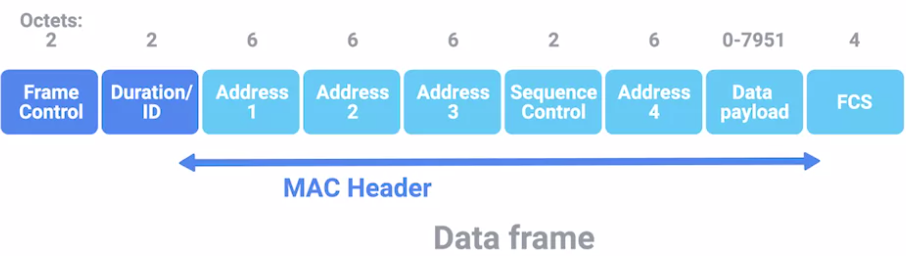 Octets:
2 2 6 6 6 2 6 0-7951 4
Frame Duration/ Address Address Address Sequence Address Data FCS
Control ID 1 2 3 Control 4 payload
MAC Header
Data frame